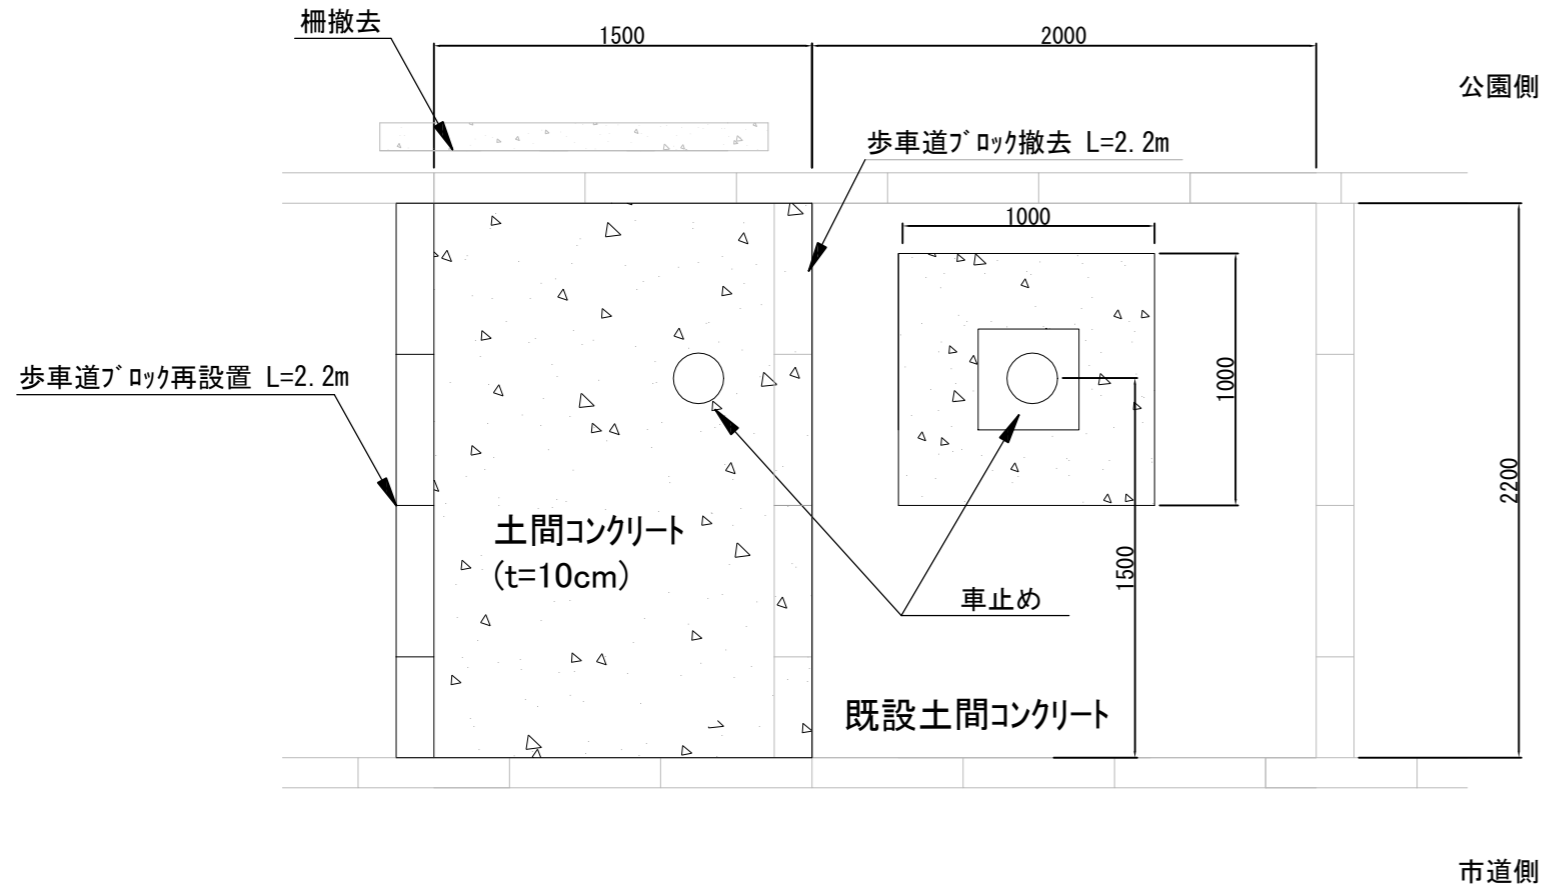 柵撤去
1500
2000
公園側
歩車道ﾌﾞﾛｯｸ撤去 L=2.2m
1000
歩車道ﾌﾞﾛｯｸ再設置 L=2.2m
1000
2200
土間ｺﾝｸﾘｰﾄ
(t=10cm)
1500
車止め
既設土間ｺﾝｸﾘｰﾄ
市道側